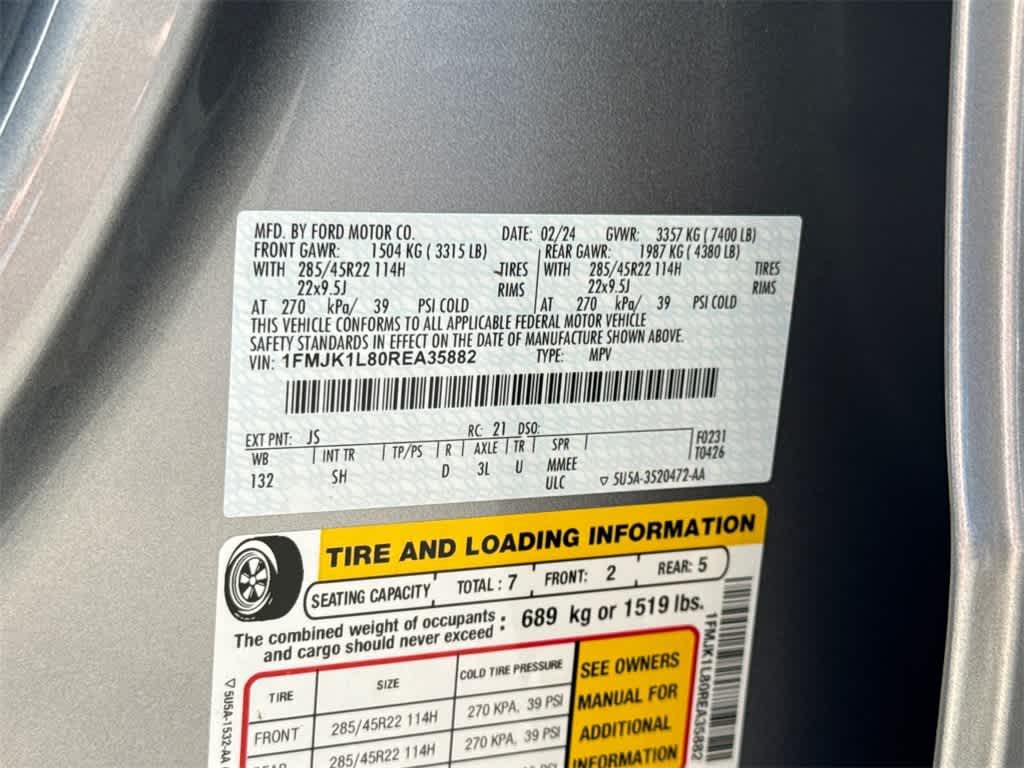 MFD. BY FORD MOTOR CO. DATE: 02/24 GVWR: 3357 KG ( 7400 LB)
FRONT GAWR: 1504 KG ( 3315 LB) REAR GAWR: 1987 KG ( 4380 LB)
WITH 285/45R22 114H TIRES WITH 285/45R22 114H TIRES
22x9.5J RIMS 22x9.5J RIMS
AT 270 kPa/ 39 PSI COLD AT 270 kPa/ 39 PSI COLD
THIS VEHICLE CONFORMS TO ALL APPLICABLE FEDERAL MOTOR VEHICLE
SAFETY STANDARDS IN EFFECT ON THE DATE OF MANUFACTURE SHOWN ABOVE.
VIN: 1FMJK1L80REA35882 TYPE: MPV
EXT PNT: JS RC: 21 DSO: F0231
WB INT TR TP/PS R AXLE TR SPR T0426
132 SH D 3L U MMEE
ULC 5U5A-3520472-AA
TIRE AND LOADING INFORMATION
SEATING CAPACITY TOTAL : 7 FRONT: 2 REAR: 5
The combined weight of occupants
and cargo should never exceed : 689 kg or 1519 lbs.
TIRE SIZE COLD TIRE PRESSURE
FRONT 285/45R22 114H 270 KPA, 39 PSI
285/45R22 114H 270 KPA, 39 PSI
SEE OWNERS
MANUAL FOR
ADDITIONAL
INFORMATION
1FMJK1L80REA35882
5U5A-1532-AA